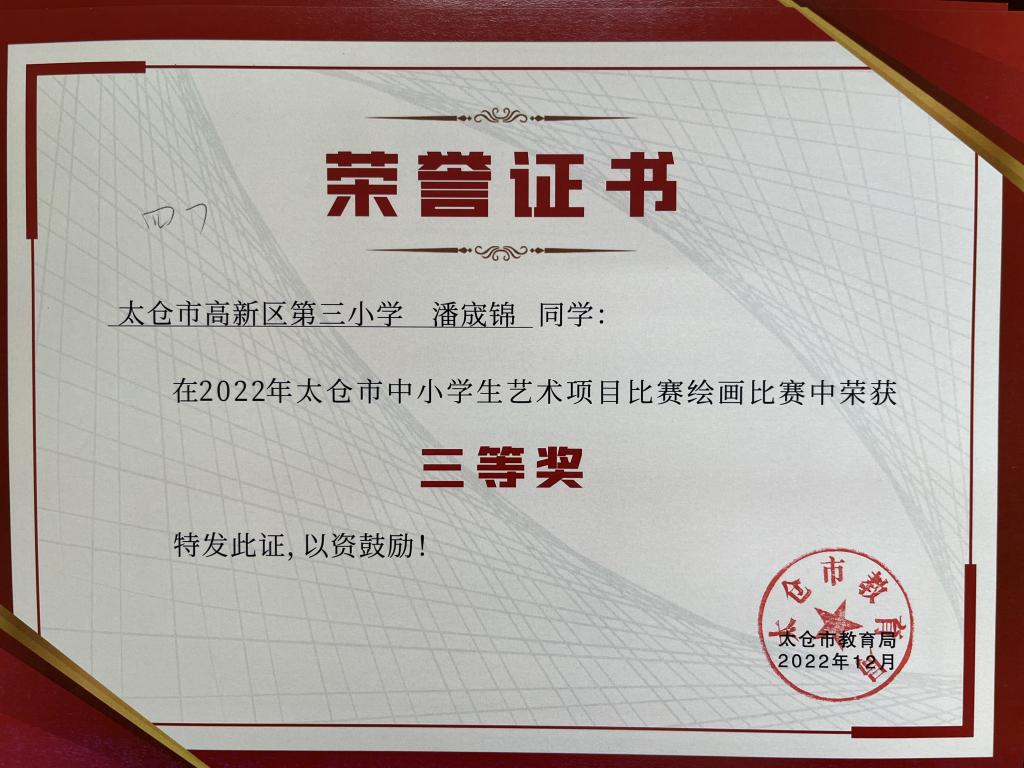 荣誉证书
太仓市高新区第三小学 潘宬锦 同学：
在2022年太仓市中小学生艺术项目比赛绘画比赛中荣获
三等奖
特发此证, 以资鼓励！
太仓市教育局
太仓市教育局
2022年12月